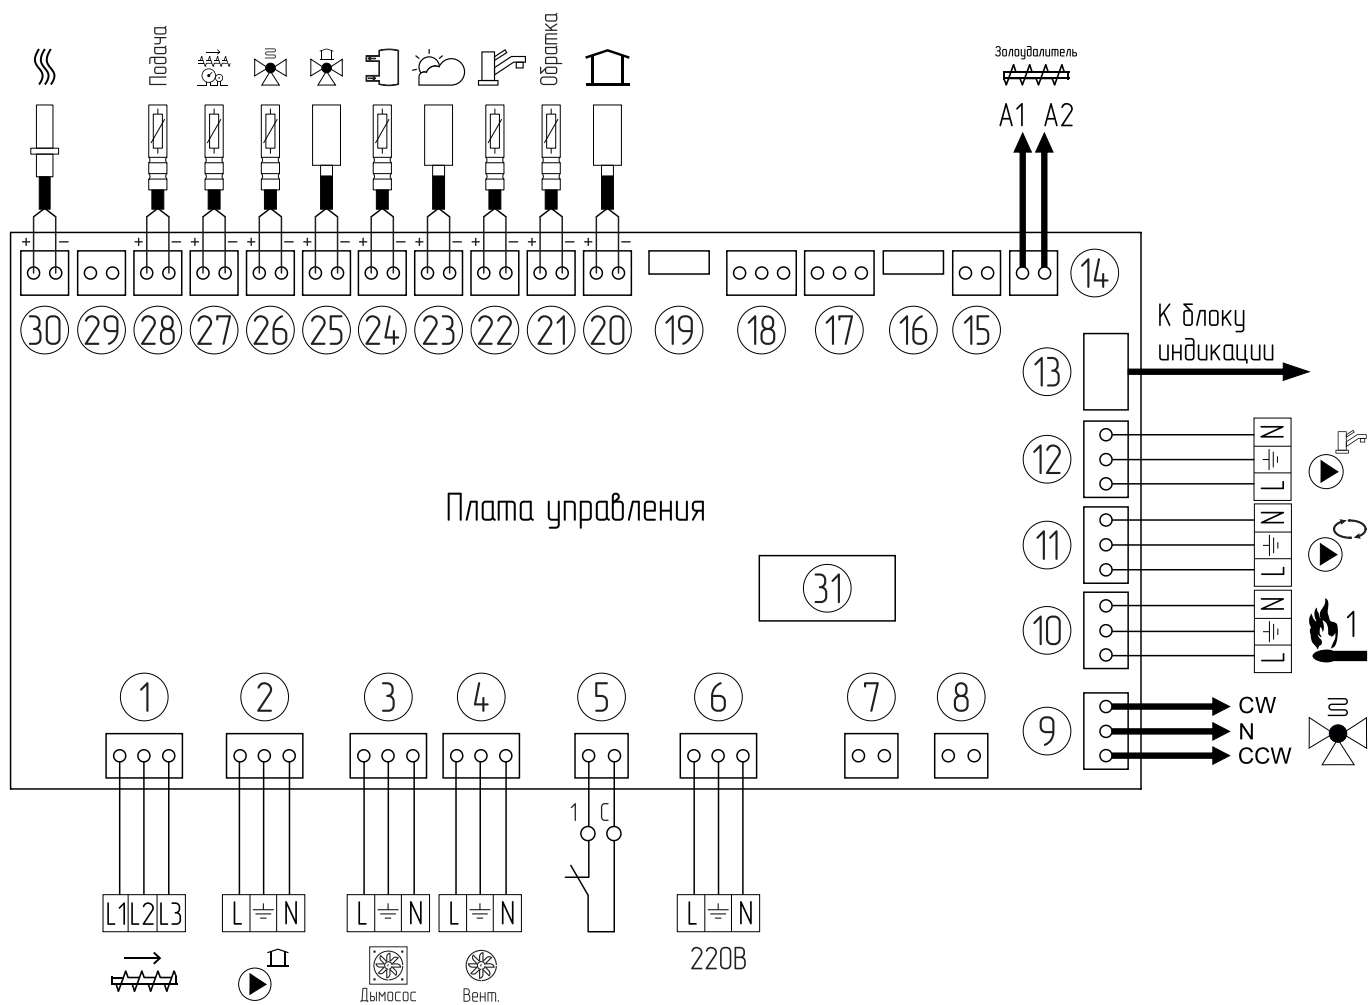 Подача
Обратка
Золоудалитель
A1 A2
+ − + − + − + − + − + − + − + − + − + −
30 29 28 27 26 25 24 23 22 21 20 19 18 17 16 15 14
К блоку
индикации
13
12
N
L
11
N
L
10
N
L
1
Плата управления
31
1 2 3 4 5 6 7 8 9
CW
N
CCW
1 C
L1 L2 L3
L N
L N
L N
L N
220В
Дымосос
Вент.